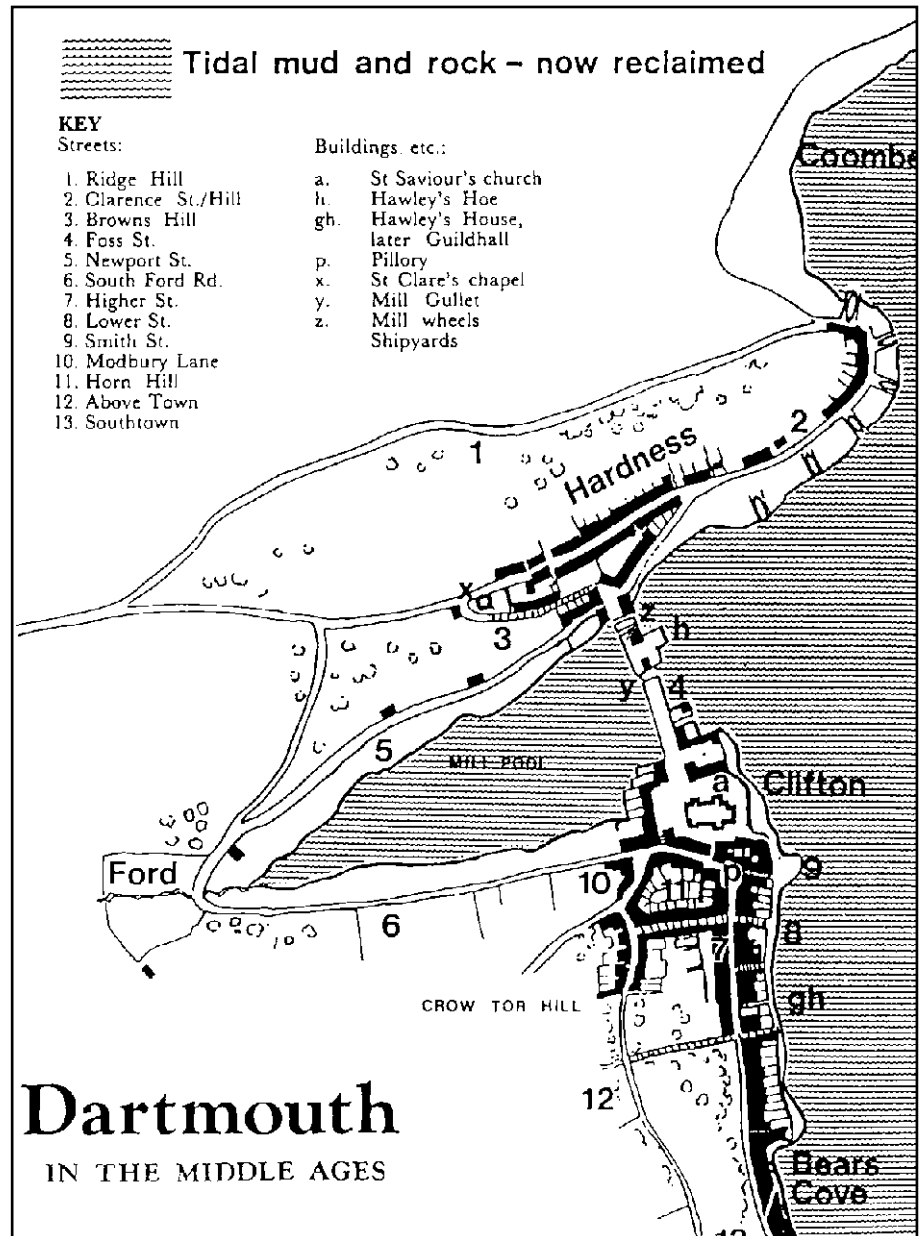 Tidal mud and rock – now reclaimed
KEY
Streets:
1. Ridge Hill
2. Clarence St./Hill
3. Browns Hill
4. Foss St.
5. Newport St.
6. South Ford Rd.
7. Higher St.
8. Lower St.
9. Smith St.
10. Modbury Lane
11. Horn Hill
12. Above Town
13. Southtown
Buildings etc.:
a. St Saviour's church
h. Hawley's Hoe
gh. Hawley's House,
later Guildhall
p. Pillory
x. St Clare's chapel
y. Mill Gullet
z. Mill wheels
Shipyards
Coombe
1
Hardness
2
x
a
3
z
h
y
4
5
MILL POOL
a
Clifton
Ford
10
11
p
9
6
7
8
CROW TOR HILL
gh
12
Dartmouth
IN THE MIDDLE AGES
Bears
Cove